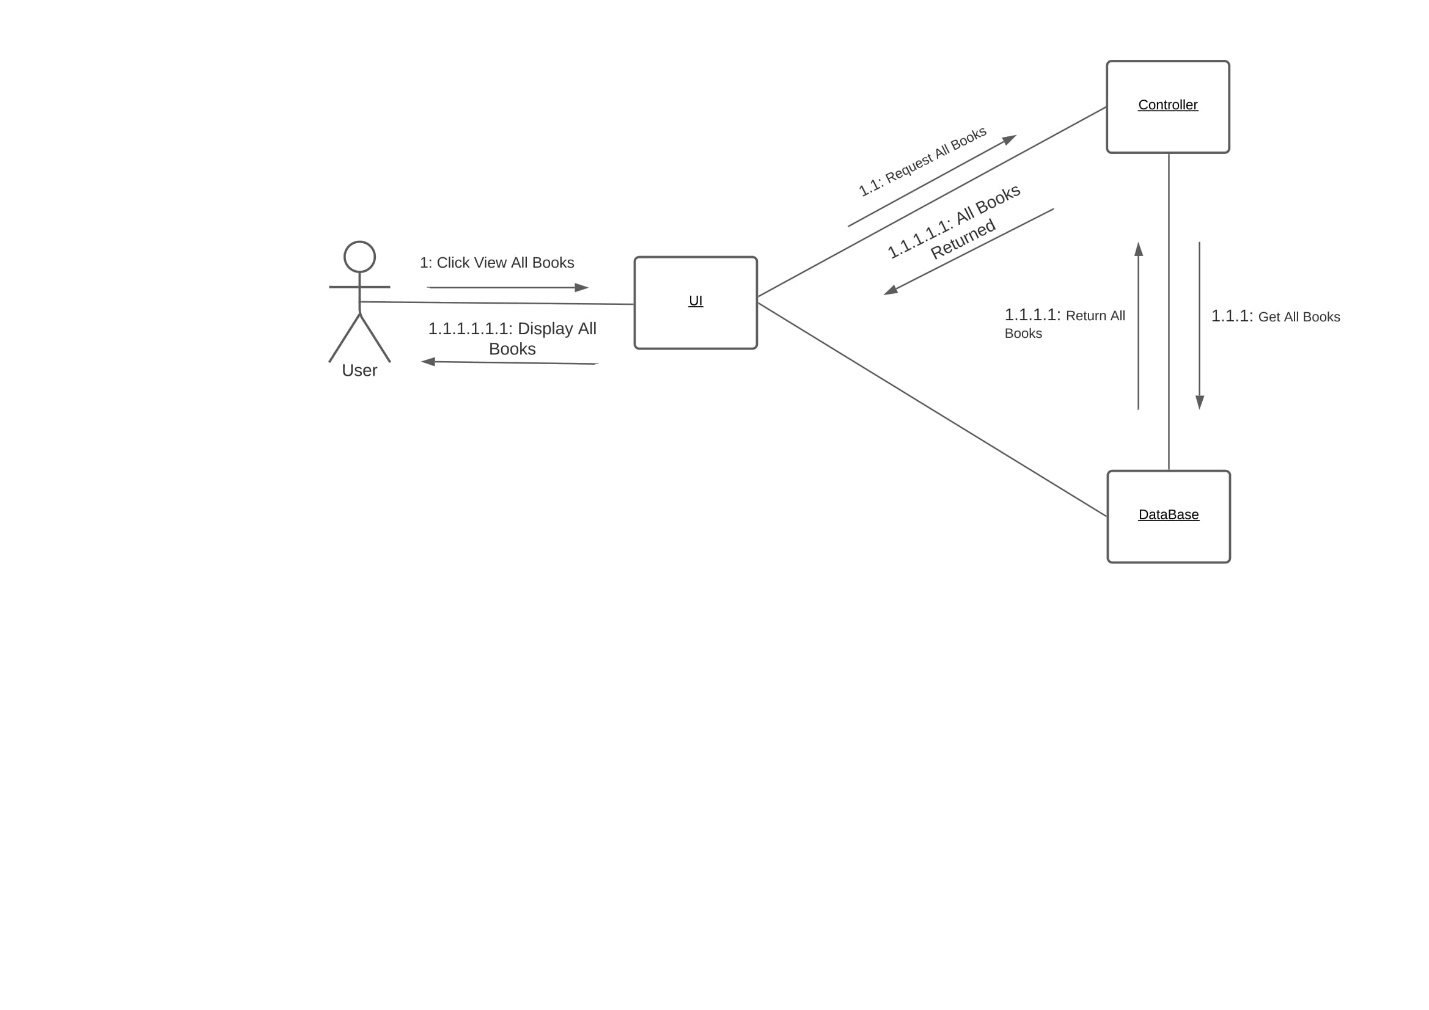 Controller
1.1: Request All Books
1.1.1.1.1: All Books
Returned
1: Click View All Books
UI
1.1.1.1.1.1: Display All
Books
User
1.1.1.1: Return All
Books
1.1.1: Get All Books
DataBase